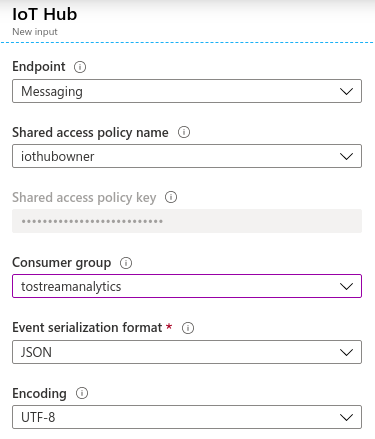 IoT Hub
New input
Endpoint
Messaging
Shared access policy name
iothubowner
Shared access policy key
•••••••••••••••••••••••••••
Consumer group
tostreamanalytics
Event serialization format *
JSON
Encoding
UTF-8